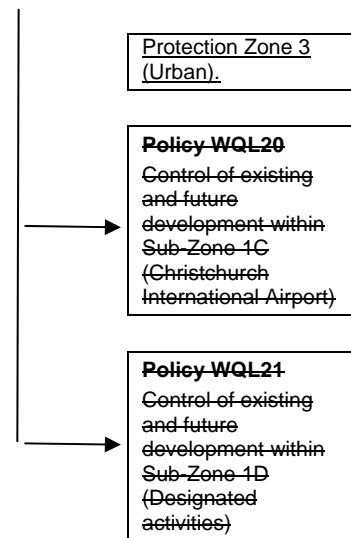 Protection Zone 3
(Urban).
Policy WQL20
Control of existing
and future
development within
Sub-Zone 1C
(Christchurch
International Airport)
Policy WQL21
Control of existing
and future
development within
Sub-Zone 1D
(Designated
activities)